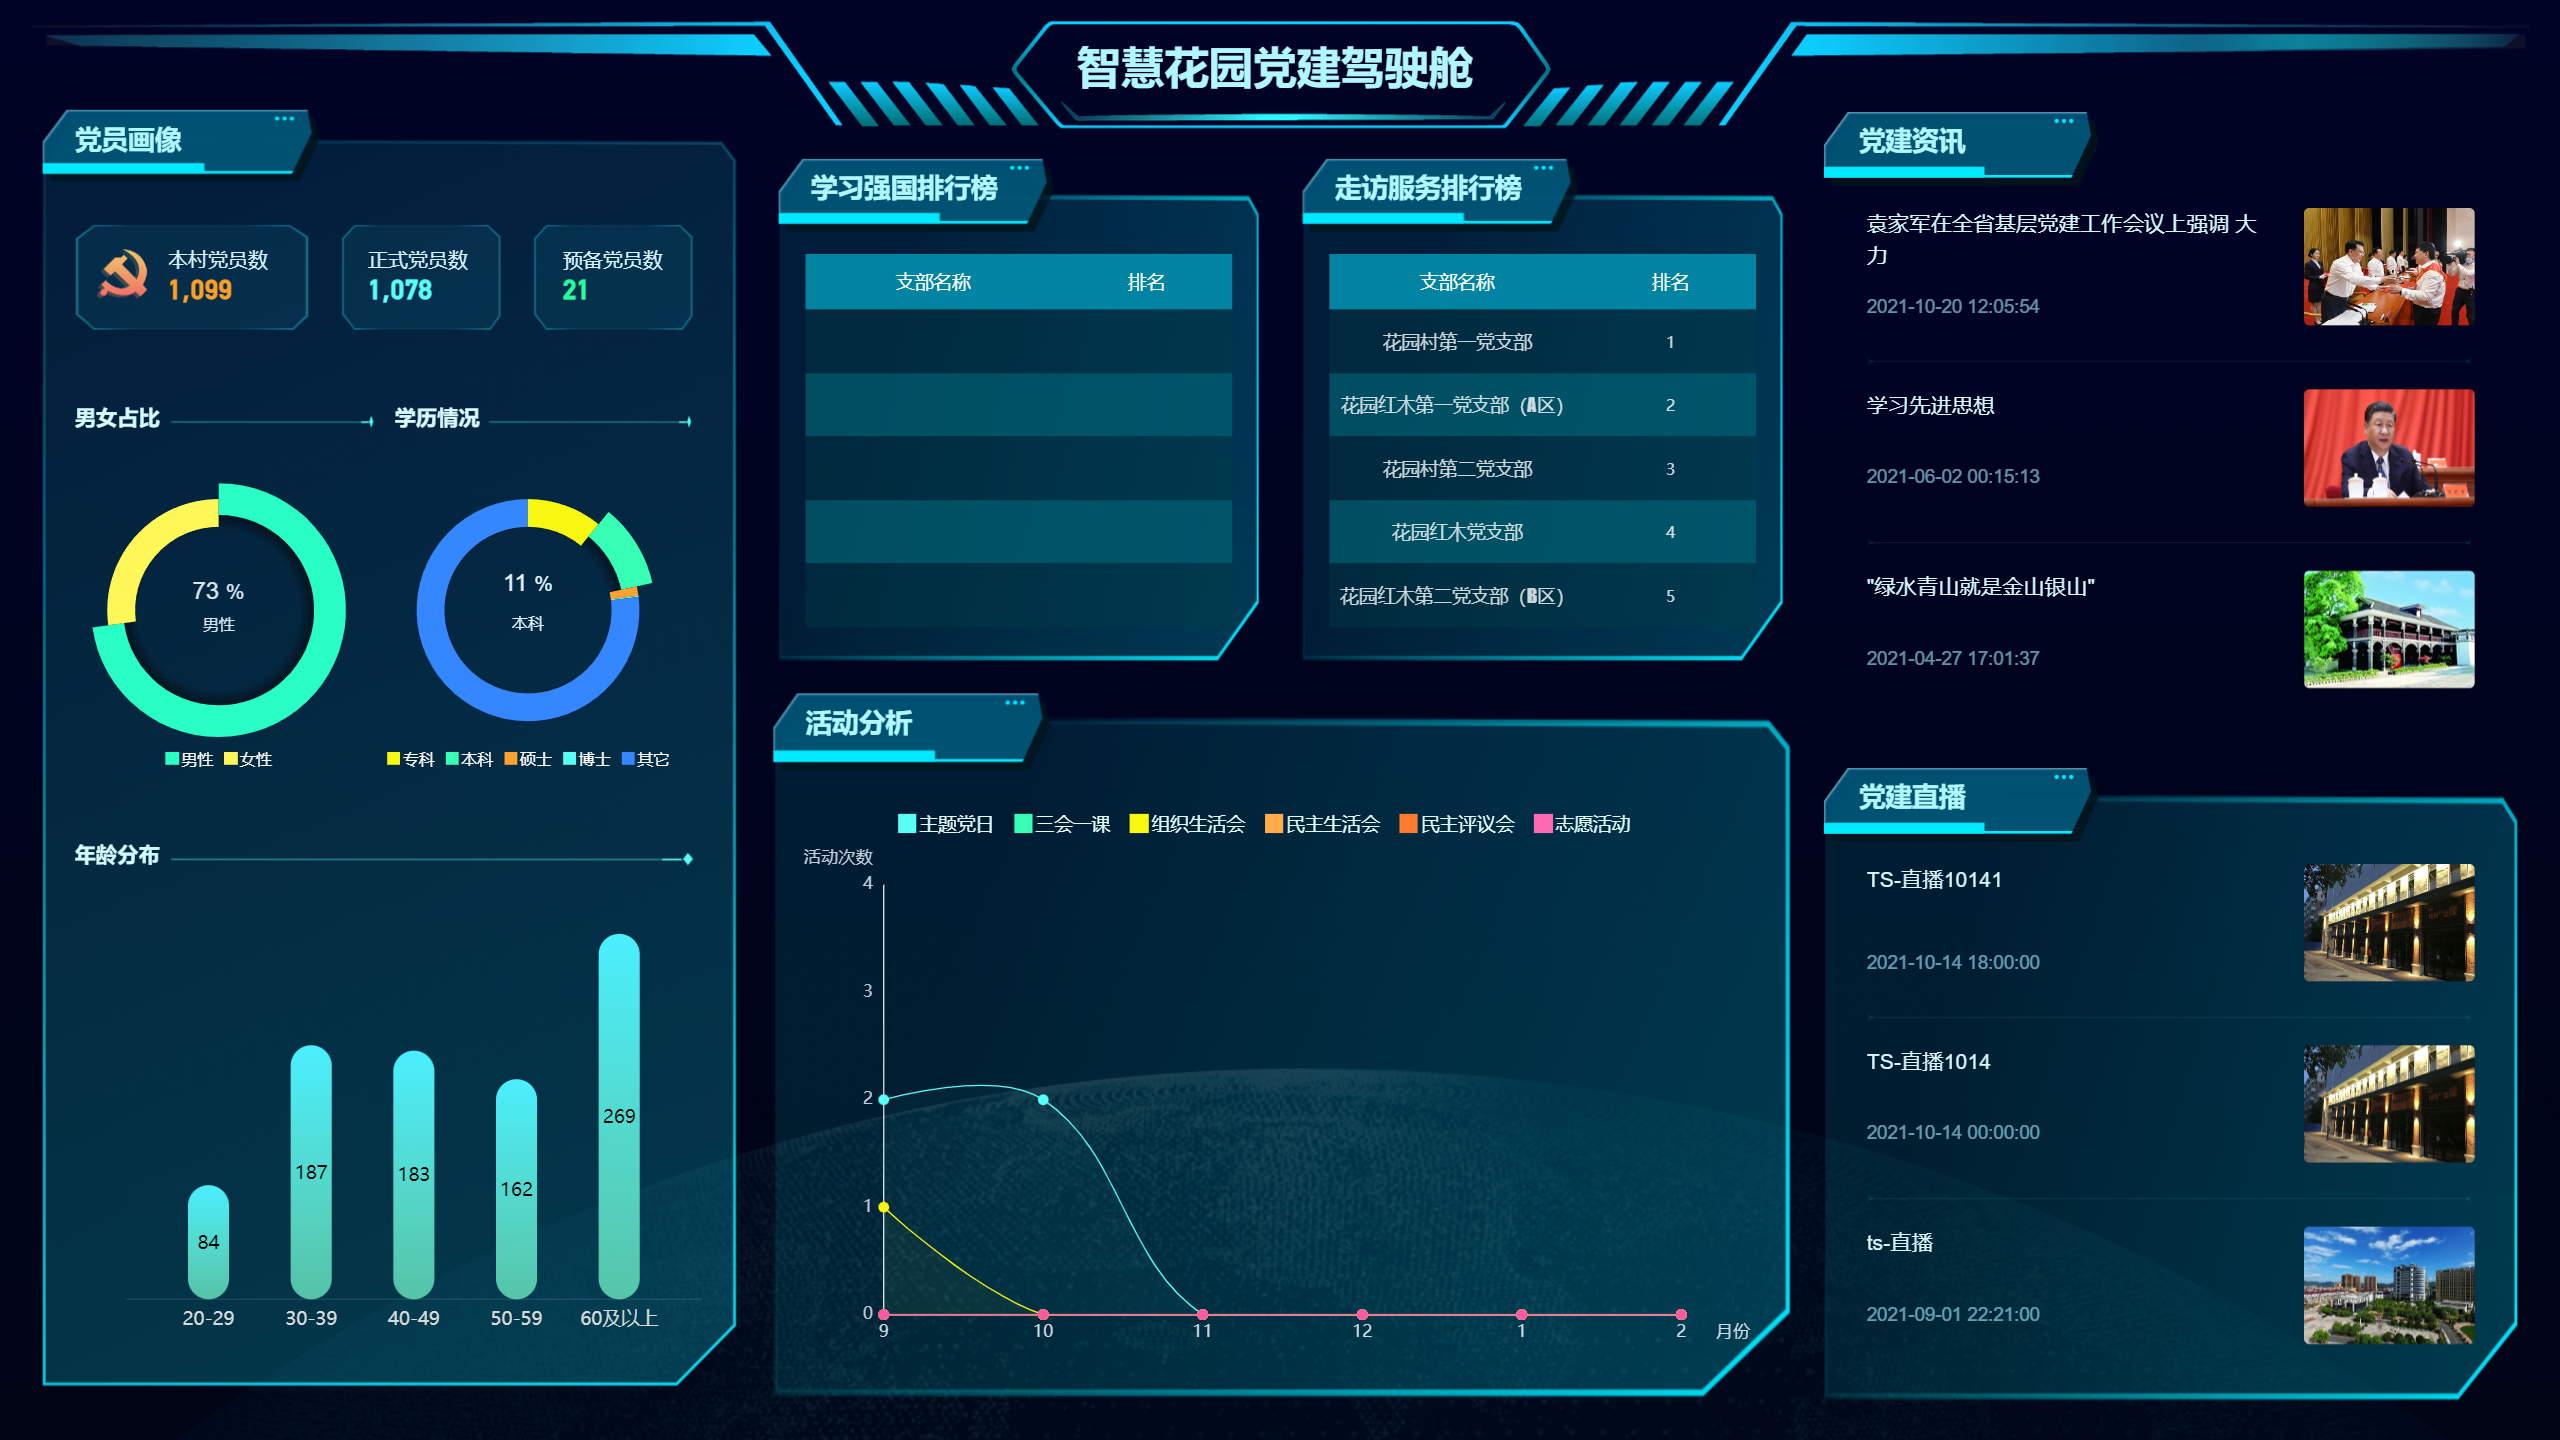 智慧花园党建驾驶舱
党员画像
本村党员数
1,099
正式党员数
1,078
预备党员数
21
男女占比
学历情况
73 %
男性
11 %
本科
男性 女性
专科 本科 硕士 博士 其它
年龄分布
84
187
183
162
269
20-29 30-39 40-49 50-59 60及以上
学习强国排行榜
支部名称 排名
走访服务排行榜
支部名称 排名
花园村第一党支部 1
花园红木第一党支部（A区） 2
花园村第二党支部 3
花园红木党支部 4
花园红木第二党支部（B区） 5
活动分析
主题党日 三会一课 组织生活会 民主生活会 民主评议会 志愿活动
活动次数
4
3
2
1
0
9 10 11 12 1 2 月份
党建资讯
袁家军在全省基层党建工作会议上强调 大
力
2021-10-20 12:05:54
学习先进思想
2021-06-02 00:15:13
"绿水青山就是金山银山"
2021-04-27 17:01:37
党建直播
TS-直播10141
2021-10-14 18:00:00
TS-直播1014
2021-10-14 00:00:00
ts-直播
2021-09-01 22:21:00